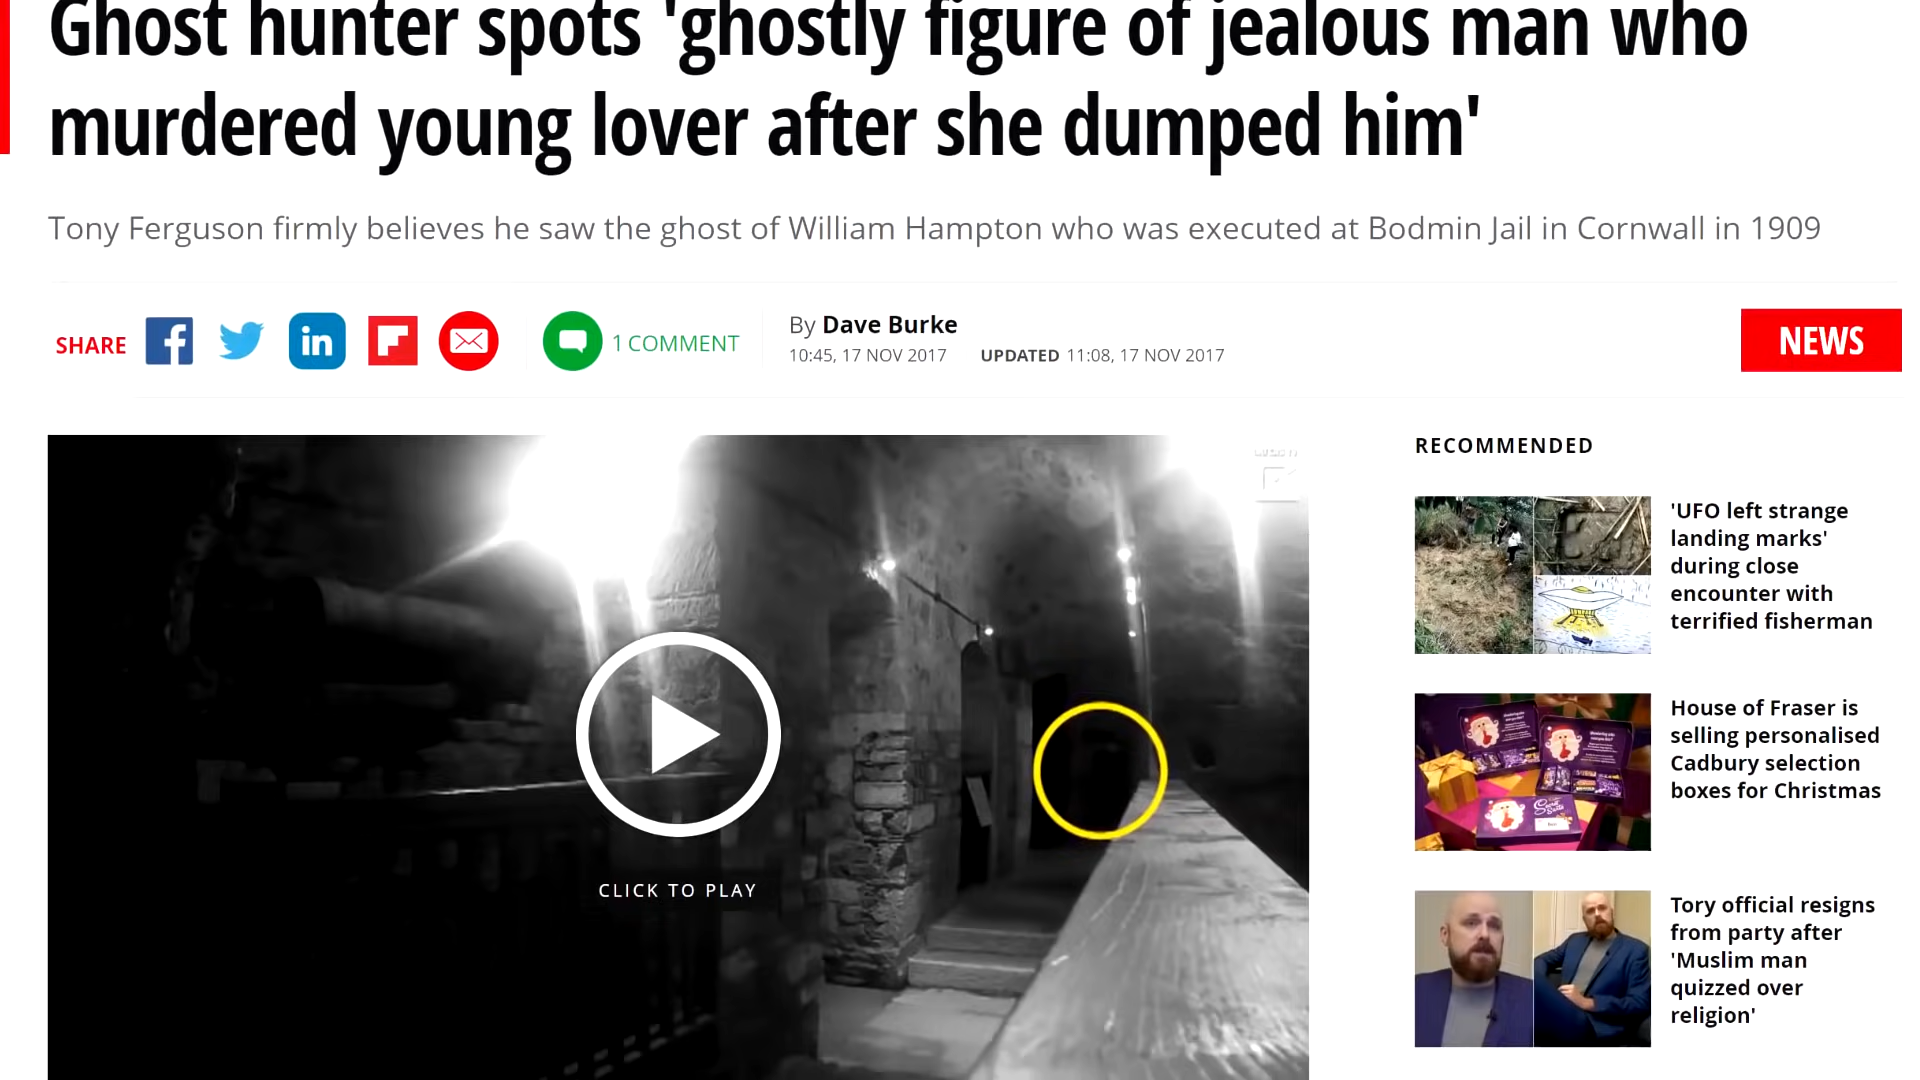 Ghost hunter spots 'ghostly figure of jealous man who
murdered young lover after she dumped him'
Tony Ferguson firmly believes he saw the ghost of William Hampton who was executed at Bodmin Jail in Cornwall in 1909
SHARE
1 COMMENT
By Dave Burke
10:45, 17 NOV 2017 UPDATED 11:08, 17 NOV 2017
NEWS
CLICK TO PLAY
RECOMMENDED
'UFO left strange
landing marks'
during close
encounter with
terrified fisherman
House of Fraser is
selling personalised
Cadbury selection
boxes for Christmas
Tory official resigns
from party after
'Muslim man
quizzed over
religion'